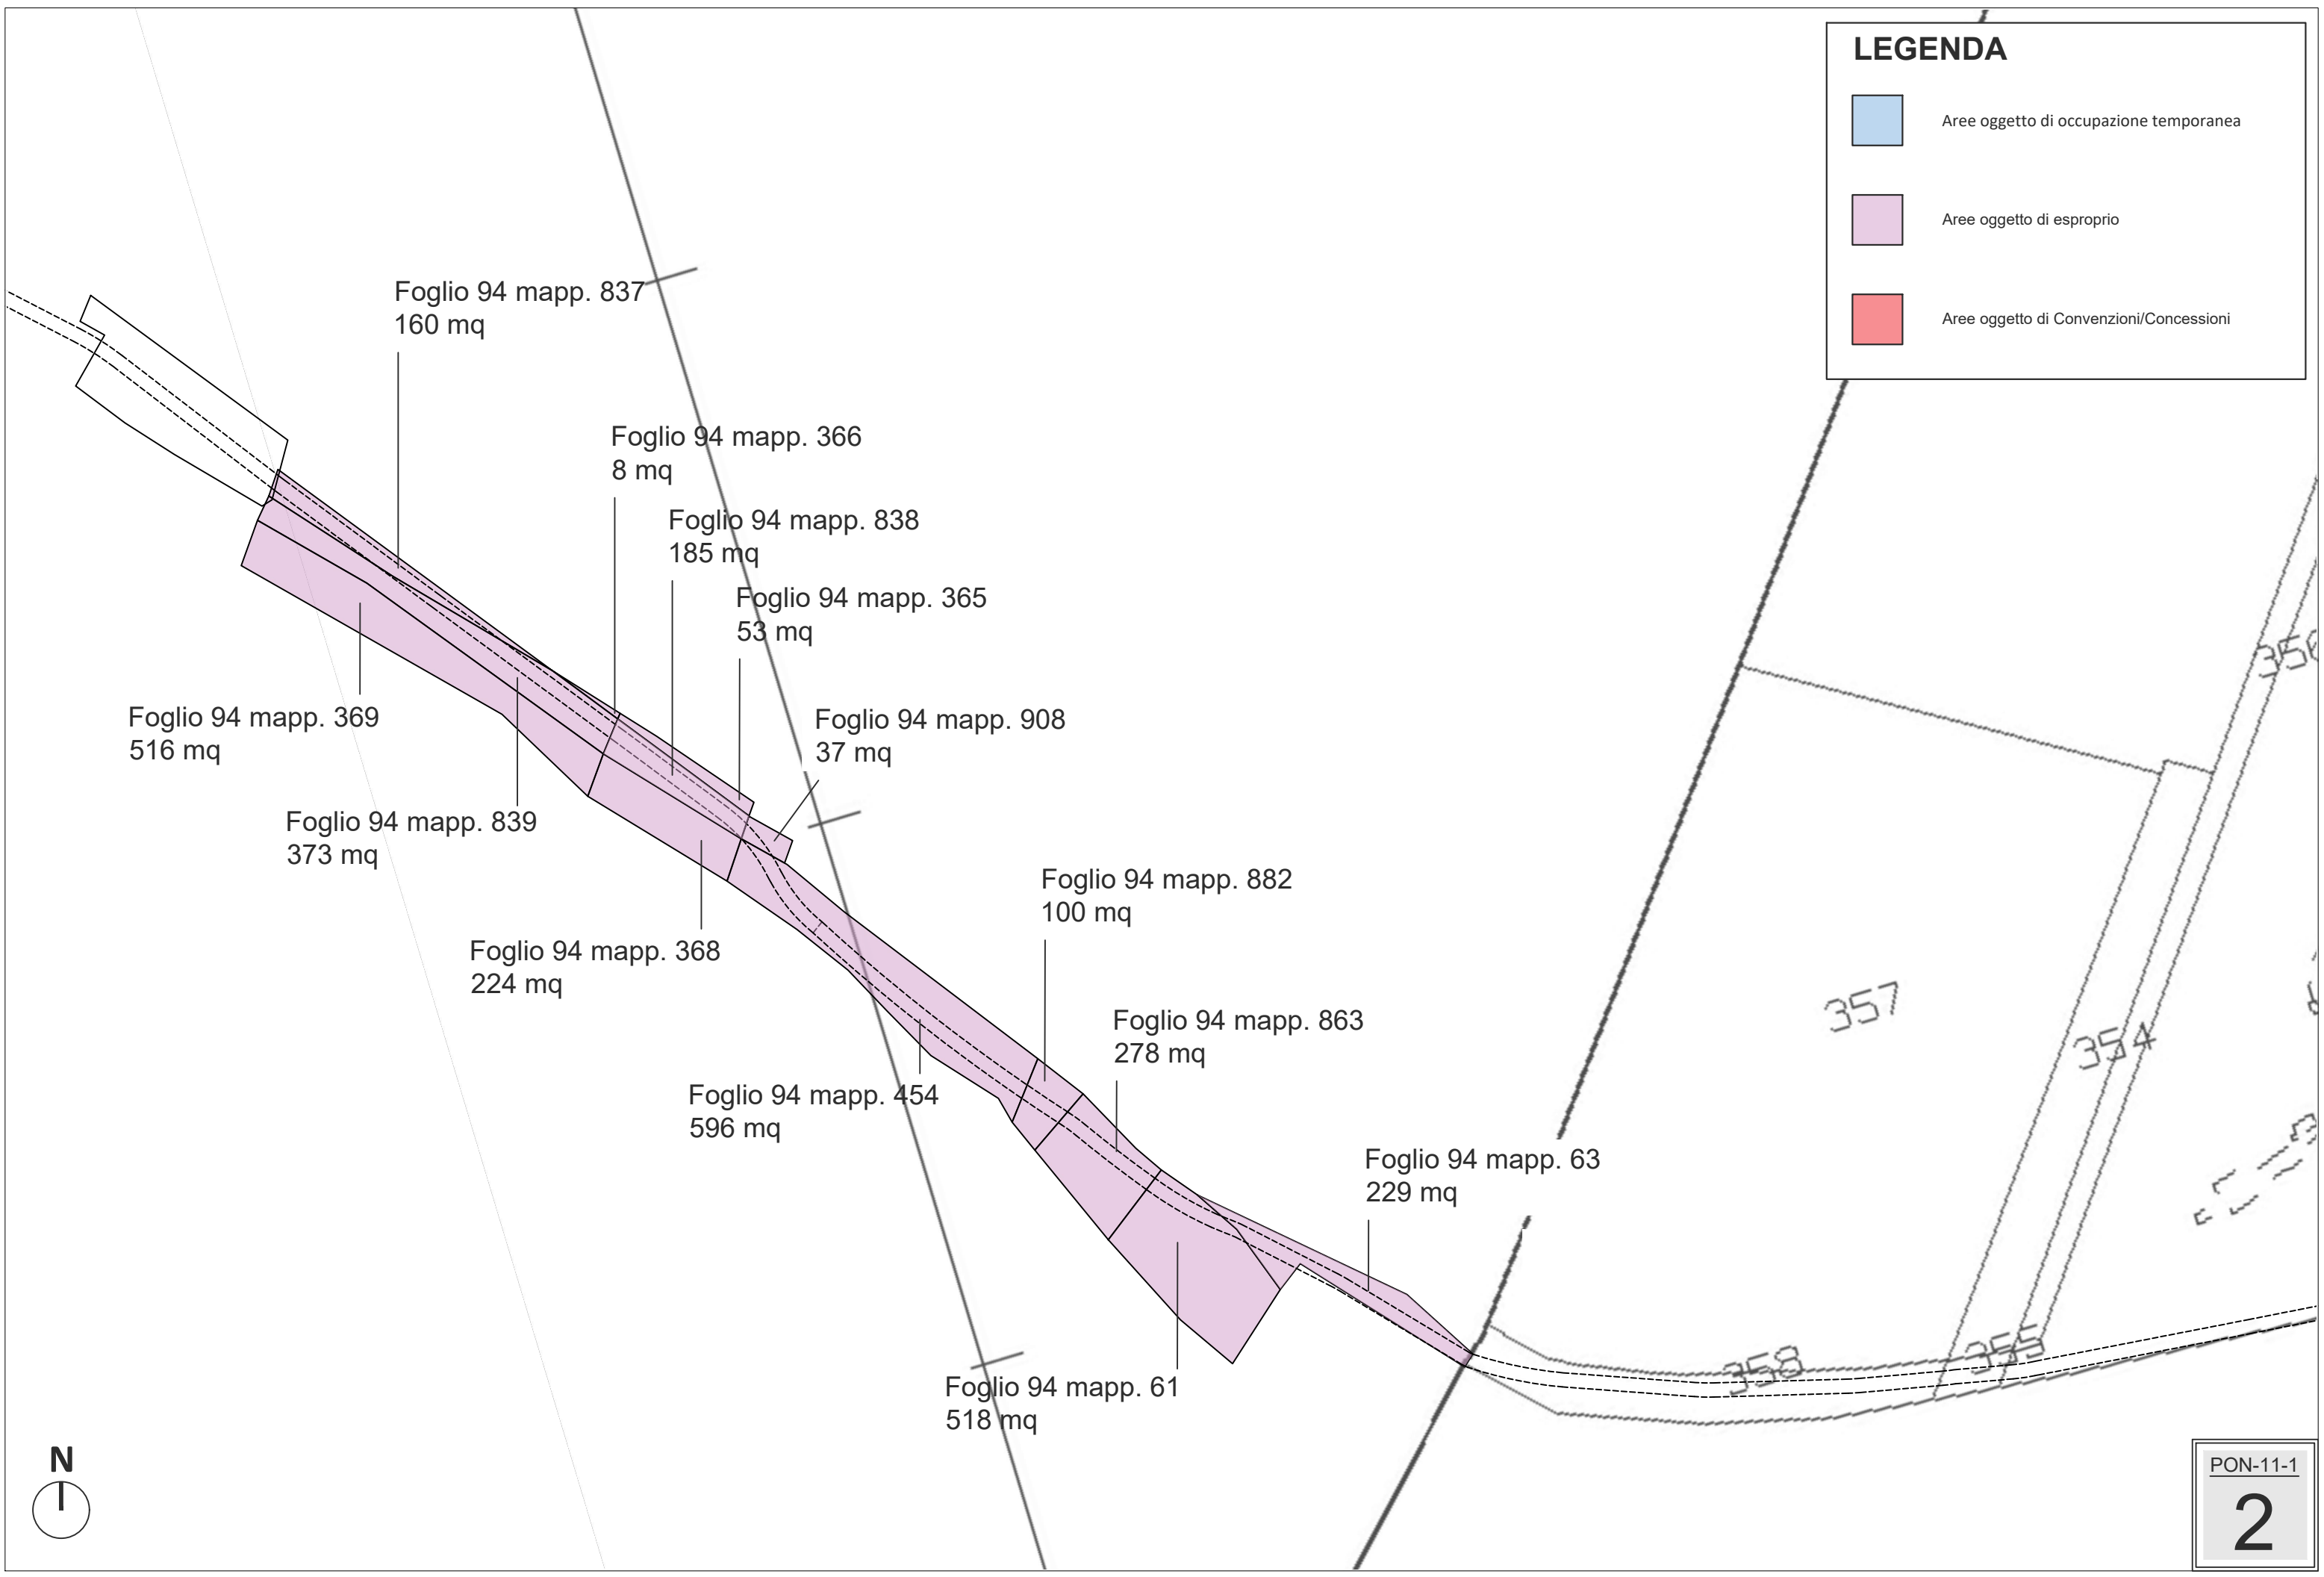 LEGENDA
Aree oggetto di occupazione temporanea
Aree oggetto di esproprio
Aree oggetto di Convenzioni/Concessioni
Foglio 94 mapp. 837
160 mq
Foglio 94 mapp. 366
8 mq
Foglio 94 mapp. 838
185 mq
Foglio 94 mapp. 365
53 mq
Foglio 94 mapp. 369
516 mq
Foglio 94 mapp. 908
37 mq
Foglio 94 mapp. 839
373 mq
Foglio 94 mapp. 882
100 mq
Foglio 94 mapp. 368
224 mq
Foglio 94 mapp. 863
278 mq
Foglio 94 mapp. 454
596 mq
Foglio 94 mapp. 63
229 mq
Foglio 94 mapp. 61
518 mq
357
354
358
355
N
PON-11-1
2